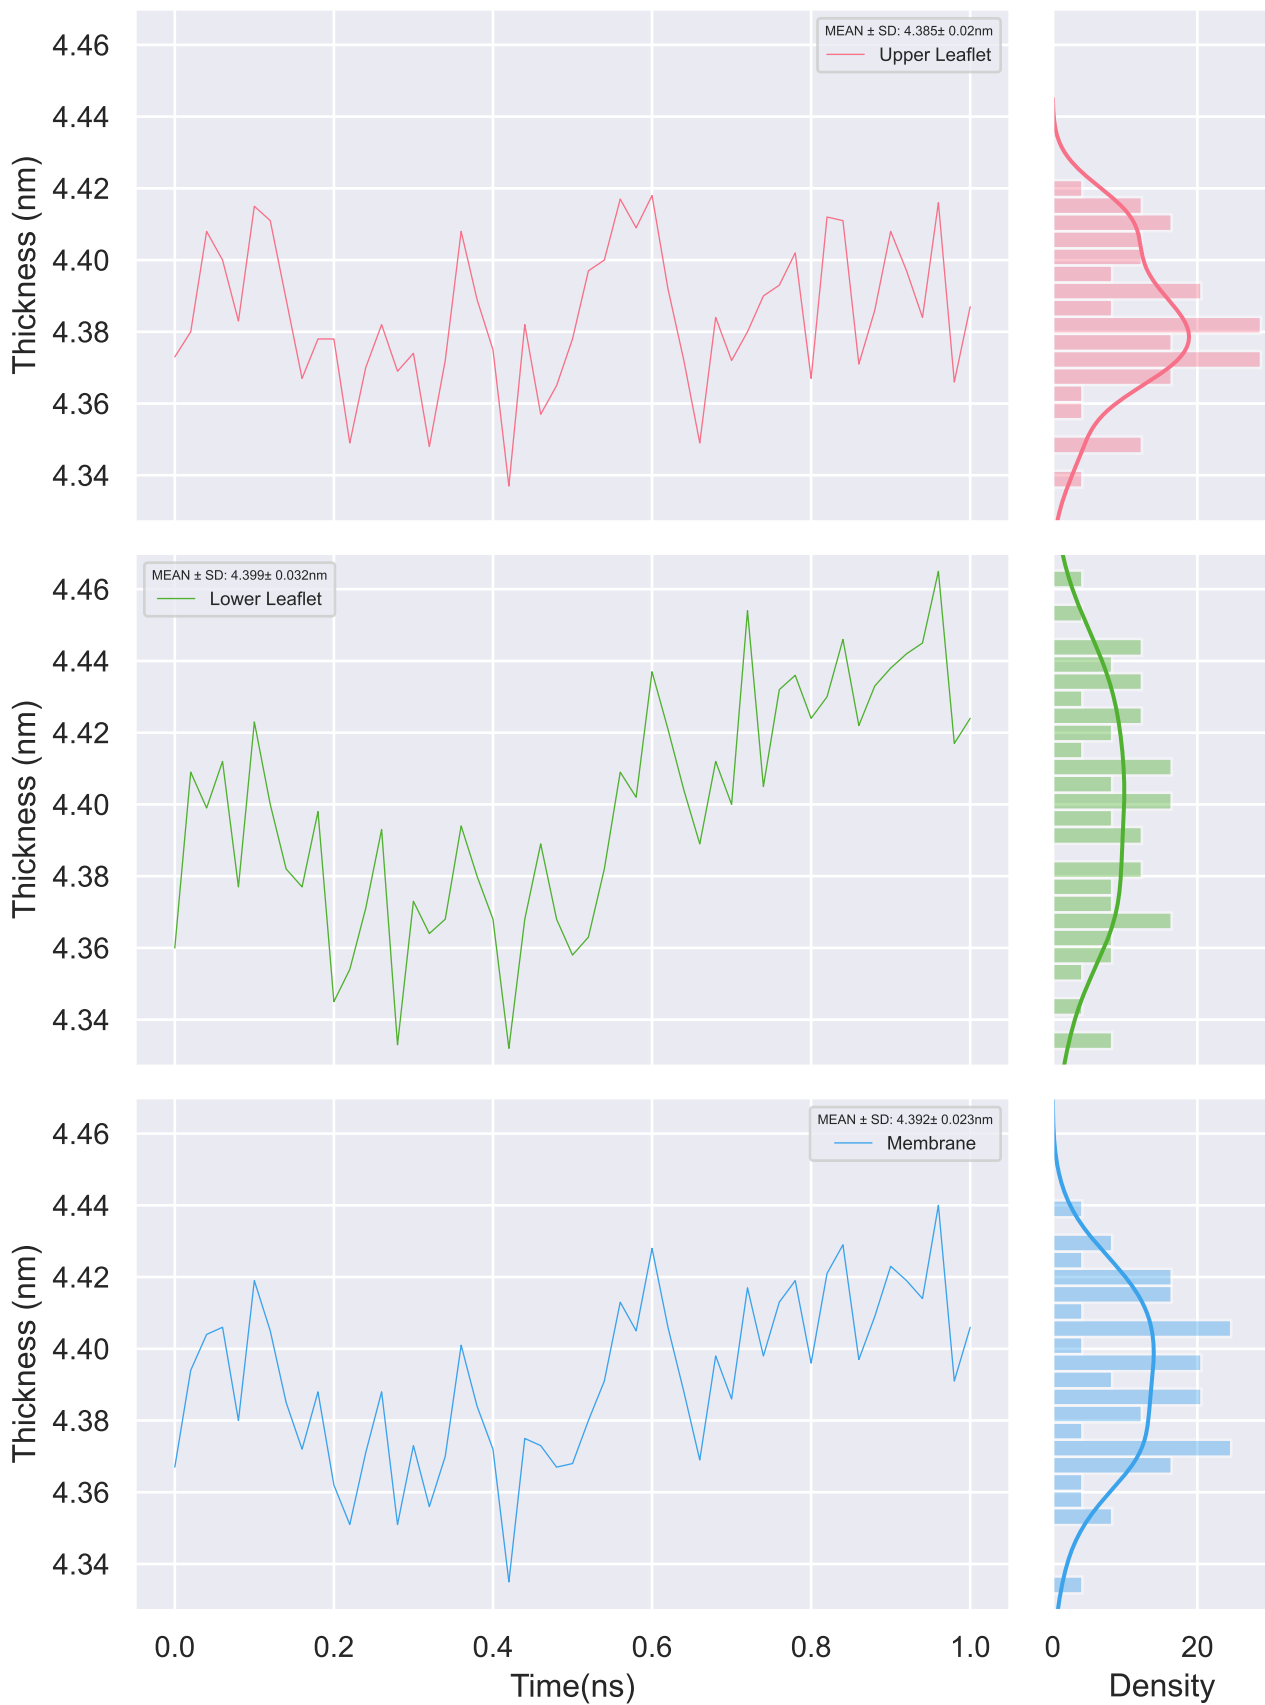 MEAN ± SD: 4.385± 0.02nm
Upper Leaflet
4.46
4.44
4.42
4.40
4.38
4.36
4.34
Thickness (nm)
MEAN ± SD: 4.399± 0.032nm
Lower Leaflet
4.46
4.44
4.42
4.40
4.38
4.36
4.34
Thickness (nm)
MEAN ± SD: 4.392± 0.023nm
Membrane
4.46
4.44
4.42
4.40
4.38
4.36
4.34
Thickness (nm)
0.0 0.2 0.4 0.6 0.8 1.0 0 20
Time(ns) Density